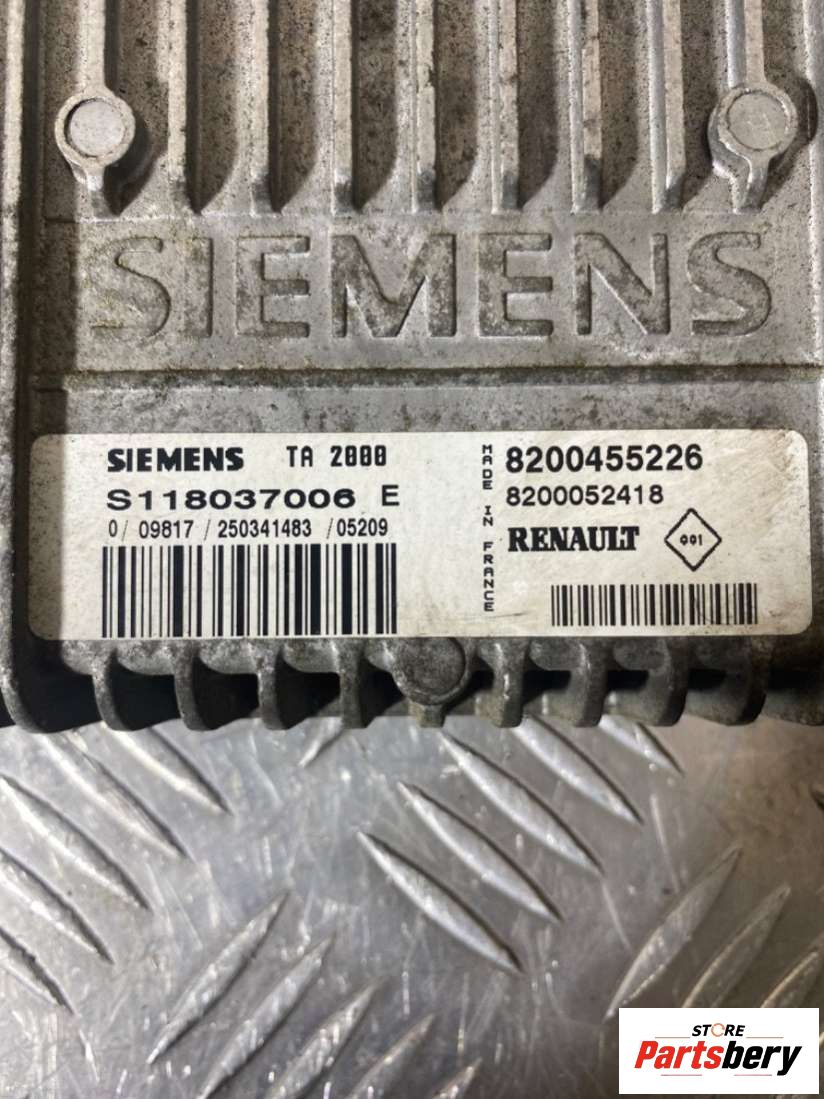 SIEMENS
SIEMENS TA 2000
S118037006 E
0/ 09817 / 250341483 /05209
MADE IN FRANCE
8200455226
8200052418
RENAULT
001
STORE
Partsbery